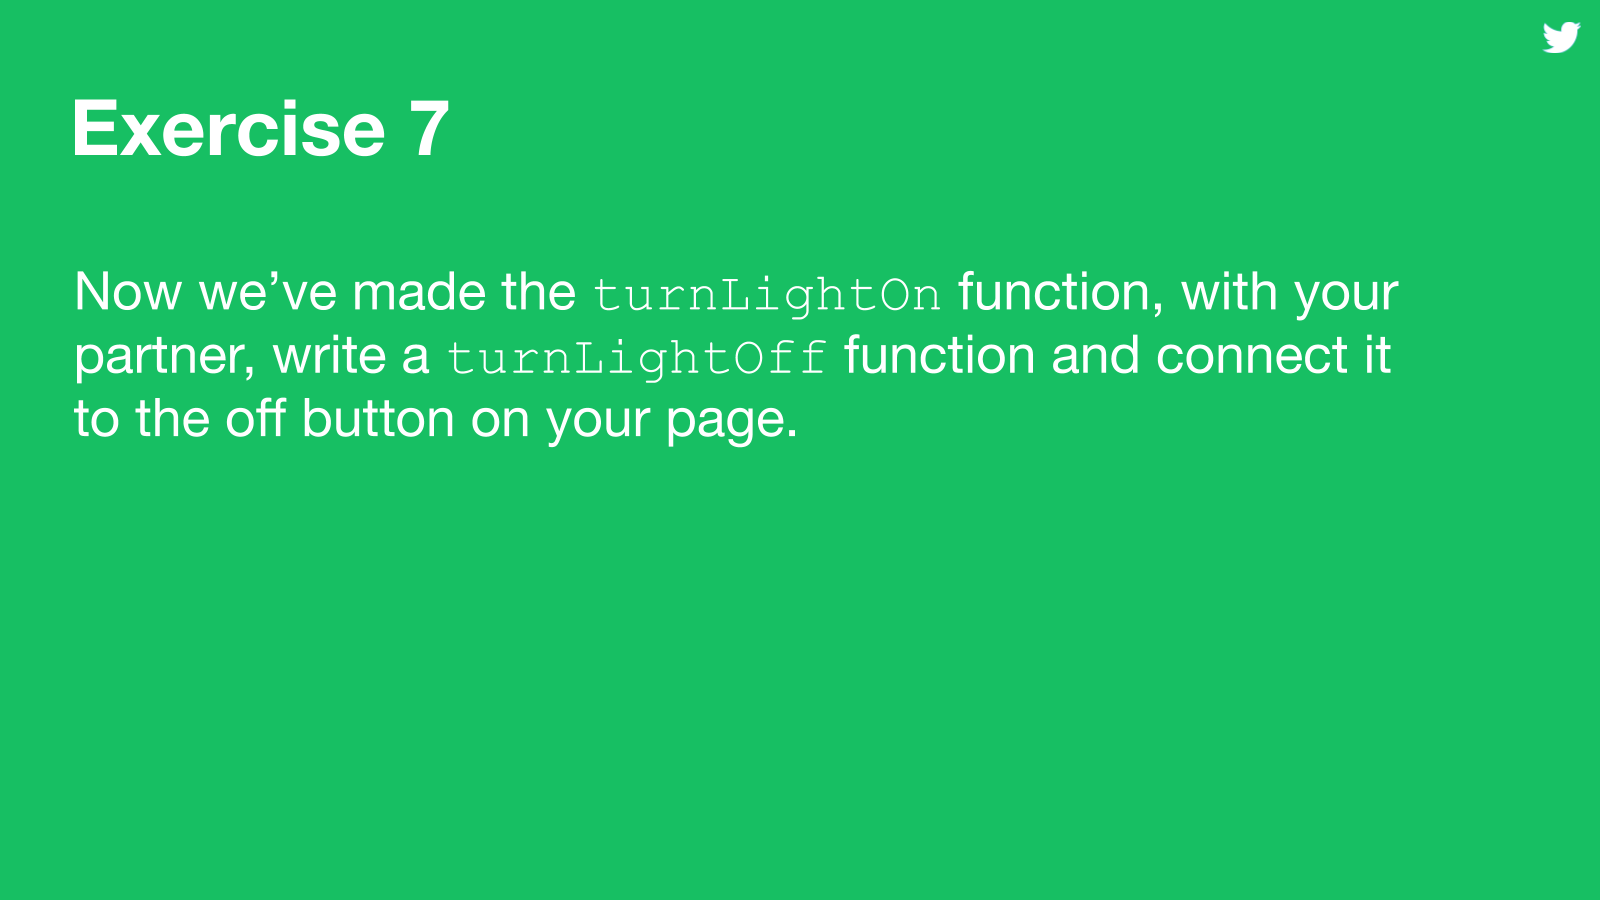 Exercise 7
Now we’ve made the turnLightOn function, with your
partner, write a turnLightOff function and connect it
to the off button on your page.